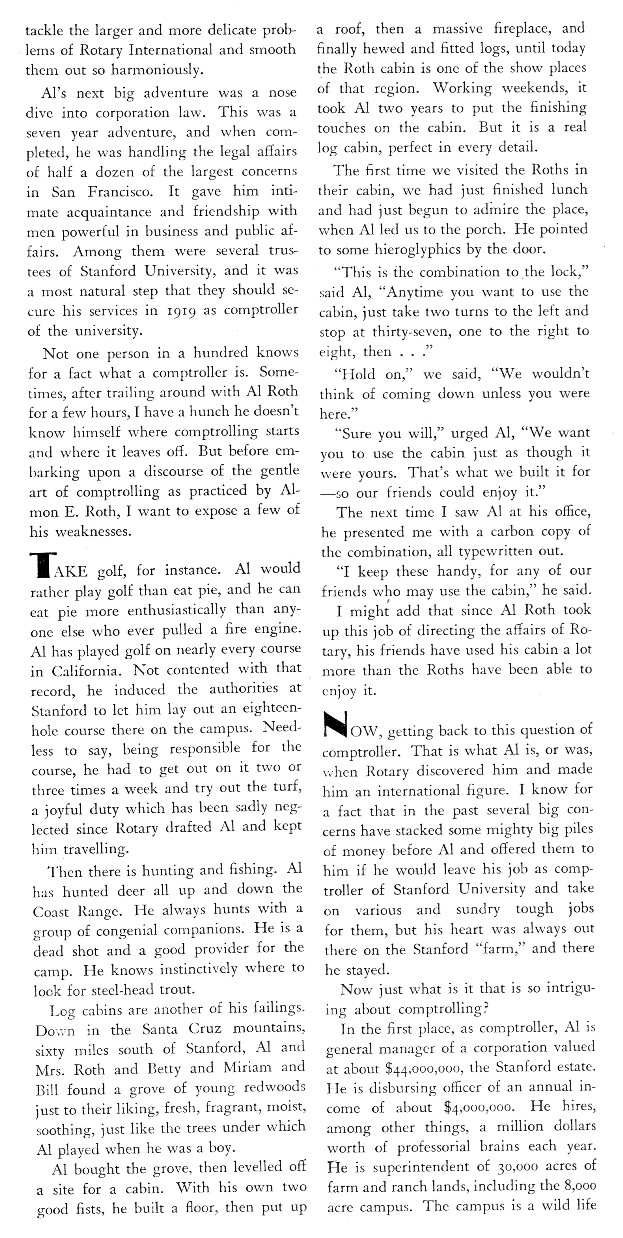 tackle the larger and more delicate prob-
lems of Rotary International and smooth
them out so harmoniously.
Al's next big adventure was a nose
dive into corporation law. This was a
seven year adventure, and when com-
pleted, he was handling the legal affairs
of half a dozen of the largest concerns
in San Francisco. It gave him inti-
mate acquaintance and friendship with
men powerful in business and public af-
fairs. Among them were several trus-
tees of Stanford University, and it was
a most natural step that they should se-
cure his services in 1919 as comptroller
of the university.
Not one person in a hundred knows
for a fact what a comptroller is. Some-
times, after trailing around with Al Roth
for a few hours, I have a hunch he doesn't
know himself where comptrolling starts
and where it leaves off. But before em-
barking upon a discourse of the gentle
art of comptrolling as practiced by Al-
mon E. Roth, I want to expose a few of
his weaknesses.
TAKE golf, for instance. Al would
rather play golf than eat pie, and he can
eat pie more enthusiastically than any-
one else who ever pulled a fire engine.
Al has played golf on nearly every course
in California. Not contented with that
record, he induced the authorities at
Stanford to let him lay out an eighteen-
hole course there on the campus. Need-
less to say, being responsible for the
course, he had to get out on it two or
three times a week and try out the turf,
a joyful duty which has been sadly neg-
lected since Rotary drafted Al and kept
him travelling.
Then there is hunting and fishing. Al
has hunted deer all up and down the
Coast Range. He always hunts with a
group of congenial companions. He is a
dead shot and a good provider for the
camp. He knows instinctively where to
look for steel-head trout.
Log cabins are another of his failings.
Down in the Santa Cruz mountains,
sixty miles south of Stanford, Al and
Mrs. Roth and Betty and Miriam and
Bill found a grove of young redwoods
just to their liking, fresh, fragrant, moist,
soothing, just like the trees under which
Al played when he was a boy.
Al bought the grove, then levelled off
a site for a cabin. With his own two
good fists, he built a floor, then put up
a roof, then a massive fireplace, and
finally hewed and fitted logs, until today
the Roth cabin is one of the show places
of that region. Working weekends, it
took Al two years to put the finishing
touches on the cabin. But it is a real
log cabin, perfect in every detail.
The first time we visited the Roths in
their cabin, we had just finished lunch
and had just begun to admire the place,
when Al led us to the porch. He pointed
to some hieroglyphics by the door.
"This is the combination to the lock,"
said Al, "Anytime you want to use the
cabin, just take two turns to the left and
stop at thirty-seven, one to the right to
eight, then . . ."
"Hold on," we said, "We wouldn't
think of coming down unless you were
here."
"Sure you will," urged Al, "We want
you to use the cabin just as though it
were yours. That's what we built it for
—so our friends could enjoy it."
The next time I saw Al at his office,
he presented me with a carbon copy of
the combination, all typewritten out.
"I keep these handy, for any of our
friends who may use the cabin," he said.
I might add that since Al Roth took
up this job of directing the affairs of Ro-
tary, his friends have used his cabin a lot
more than the Roths have been able to
enjoy it.
NOW, getting back to this question of
comptroller. That is what Al is, or was,
when Rotary discovered him and made
him an international figure. I know for
a fact that in the past several big con-
cerns have stacked some mighty big piles
of money before Al and offered them to
him if he would leave his job as comp-
troller of Stanford University and take
on various and sundry tough jobs
for them, but his heart was always out
there on the Stanford "farm," and there
he stayed.
Now just what is it that is so intrigu-
ing about comptrolling?
In the first place, as comptroller, Al is
general manager of a corporation valued
at about $44,000,000, the Stanford estate.
He is disbursing officer of an annual in-
come of about $4,000,000. He hires,
among other things, a million dollars
worth of professorial brains each year.
He is superintendent of 30,000 acres of
farm and ranch lands, including the 8,000
acre campus. The campus is a wild life